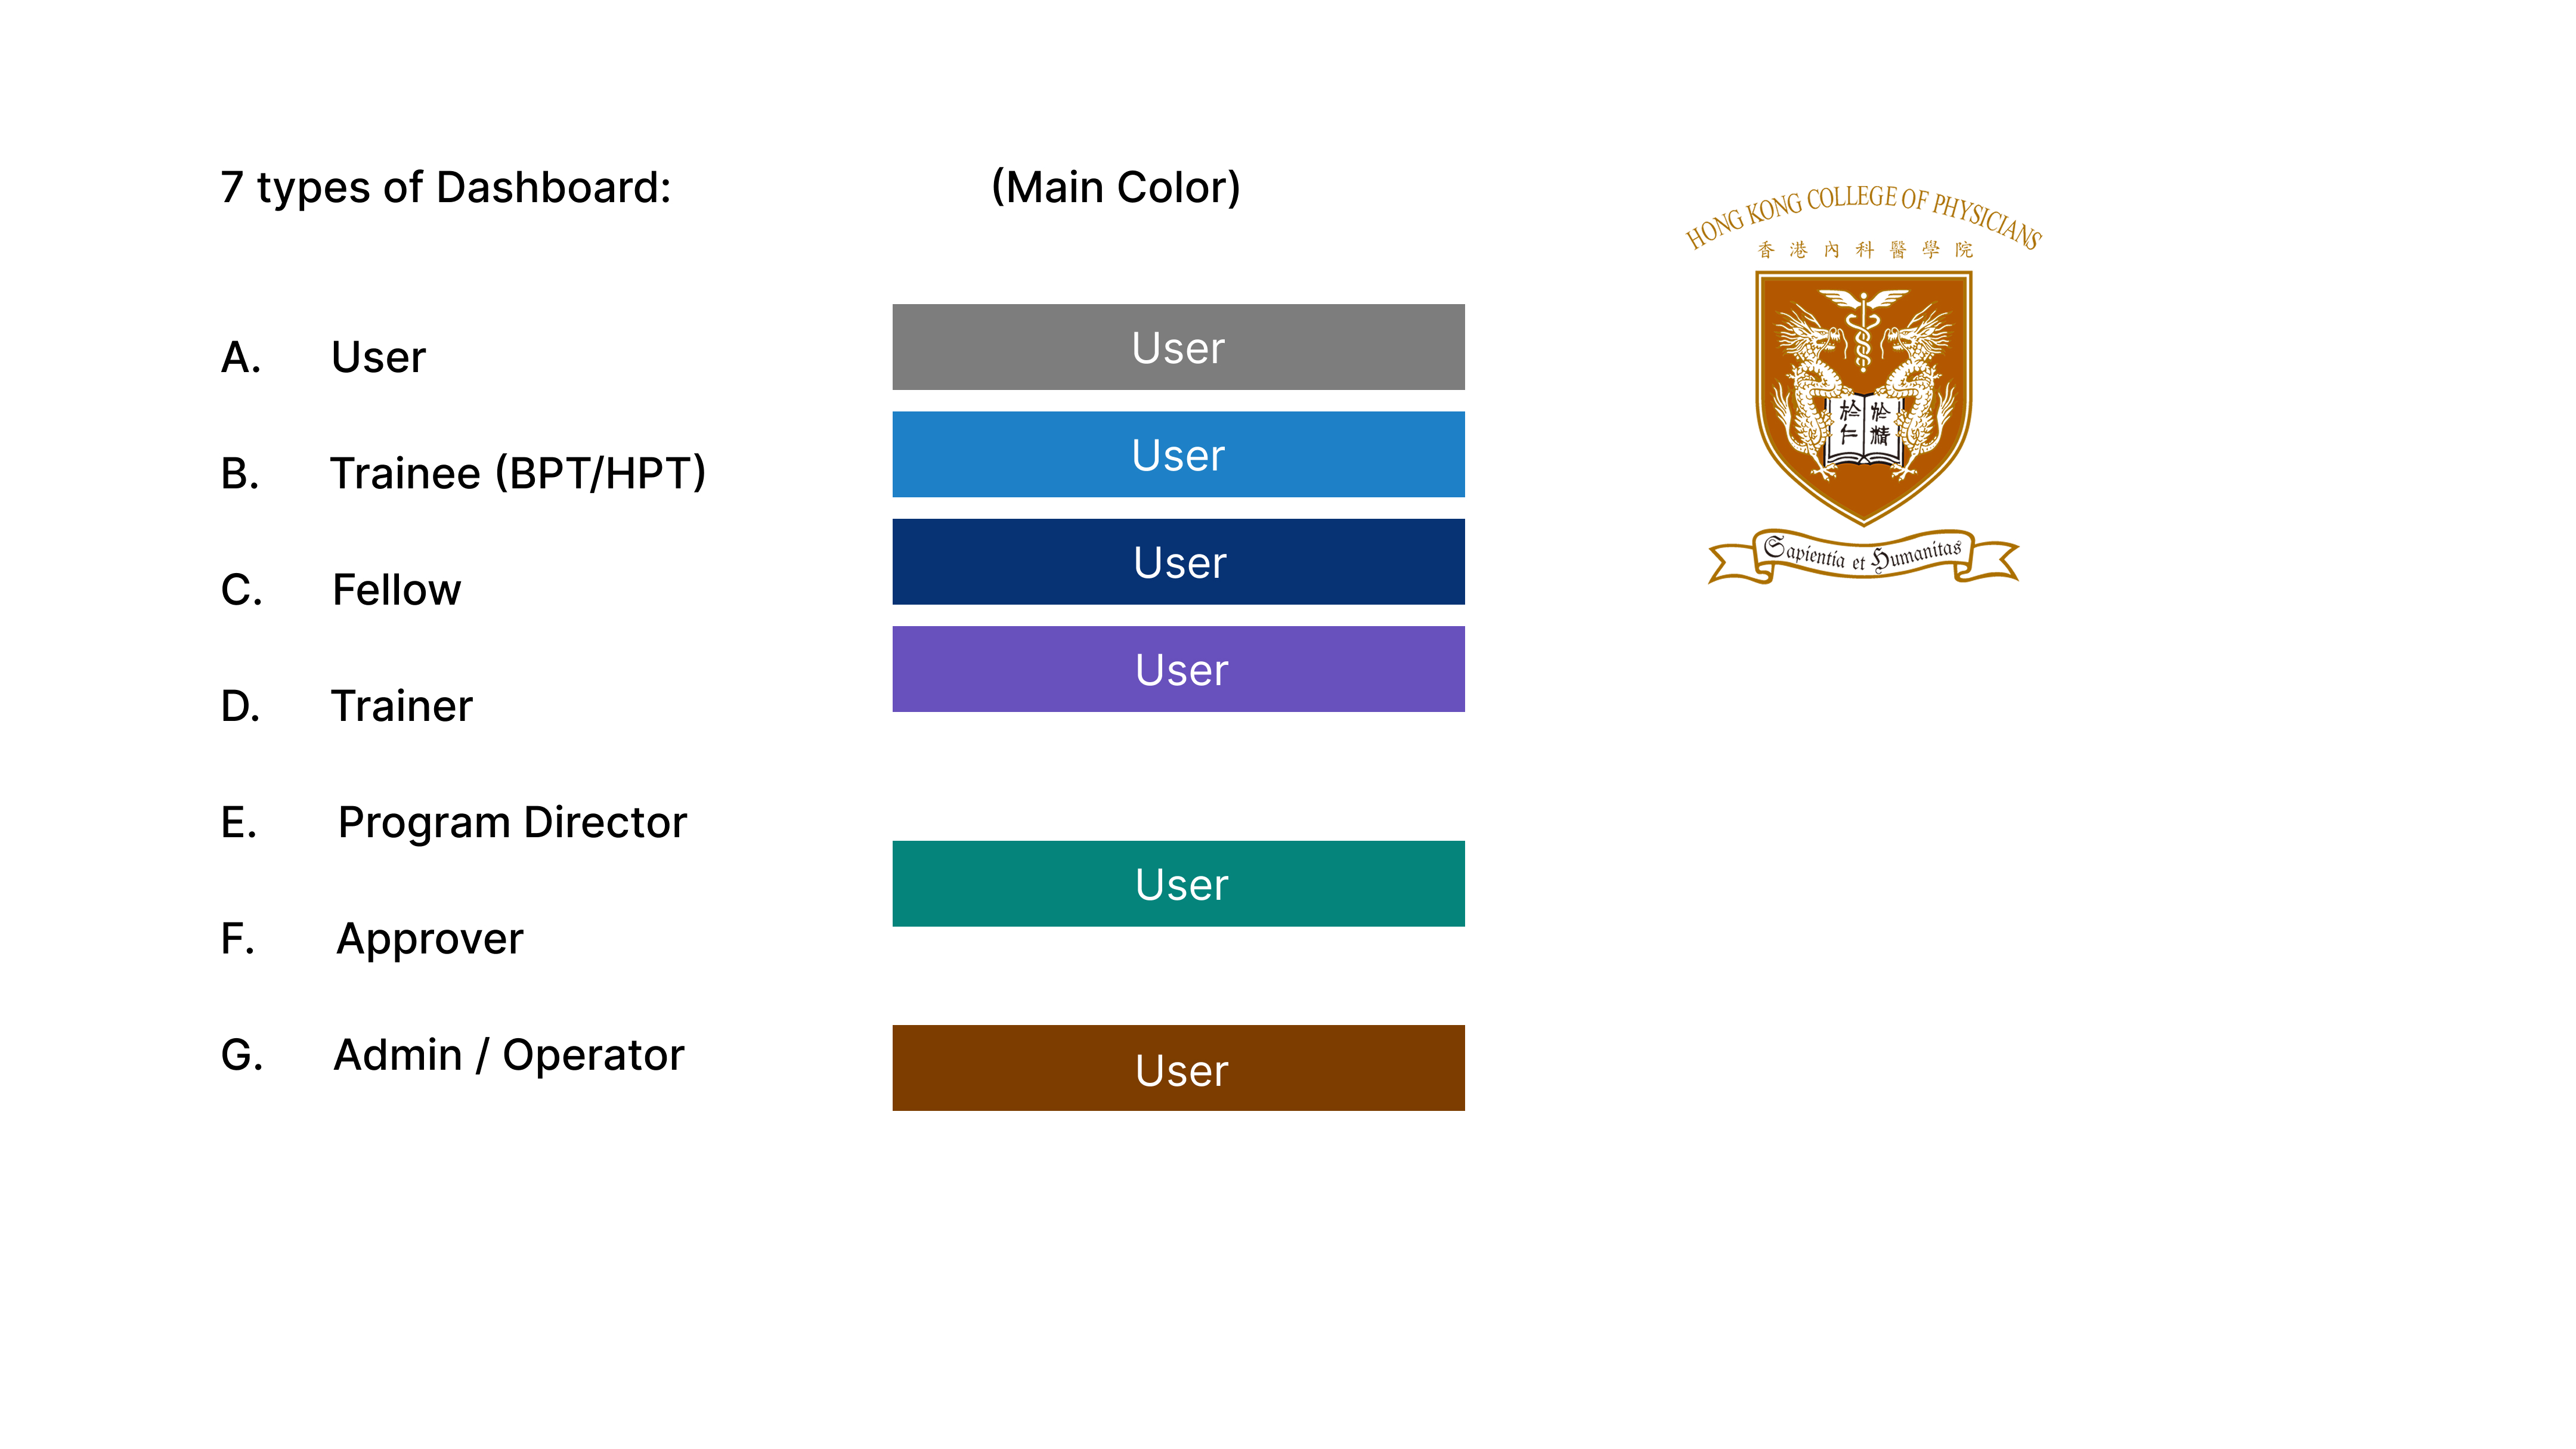 7 types of Dashboard:
(Main Color)
A. User
B. Trainee (BPT/HPT)
C. Fellow
D. Trainer
E. Program Director
F. Approver
G. Admin / Operator
User
User
User
User
User
User
HONG KONG COLLEGE OF PHYSICIANS
香港內科醫學院
於 於
仁 精
Sapientia et Humanitas